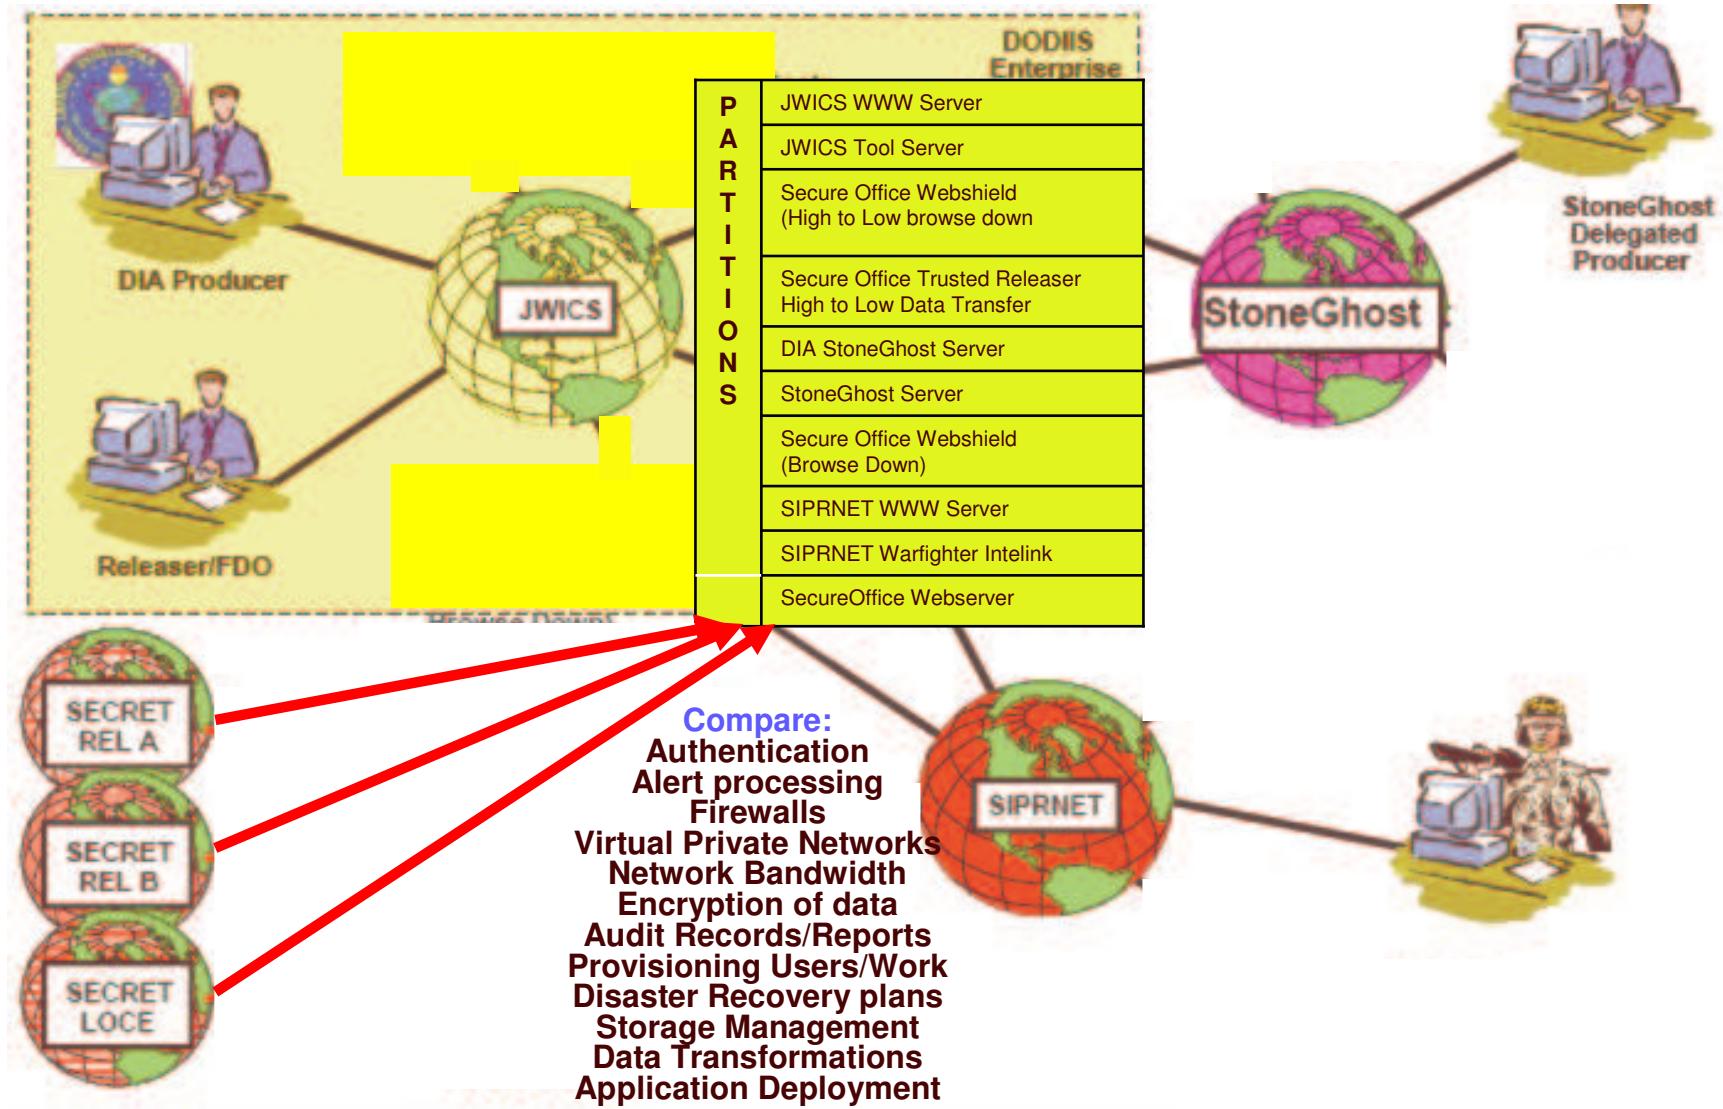 DODIIS
Enterprise
DIA Producer
JWICS
Releaser/FDO
P
A
R
T
I
T
I
O
N
S
JWICS WWW Server
JWICS Tool Server
Secure Office Webshield
(High to Low browse down
Secure Office Trusted Releaser
High to Low Data Transfer
DIA StoneGhost Server
StoneGhost Server
Secure Office Webshield
(Browse Down)
SIPRNET WWW Server
SIPRNET Warfighter Intelink
SecureOffice Webserver
StoneGhost
StoneGhost
Delegated
Producer
SECRET
REL A
SECRET
REL B
SECRET
LOCE
Compare:
Authentication
Alert processing
Firewalls
Virtual Private Networks
Network Bandwidth
Encryption of data
Audit Records/Reports
Provisioning Users/Work
Disaster Recovery plans
Storage Management
Data Transformations
Application Deployment
SIPRNET